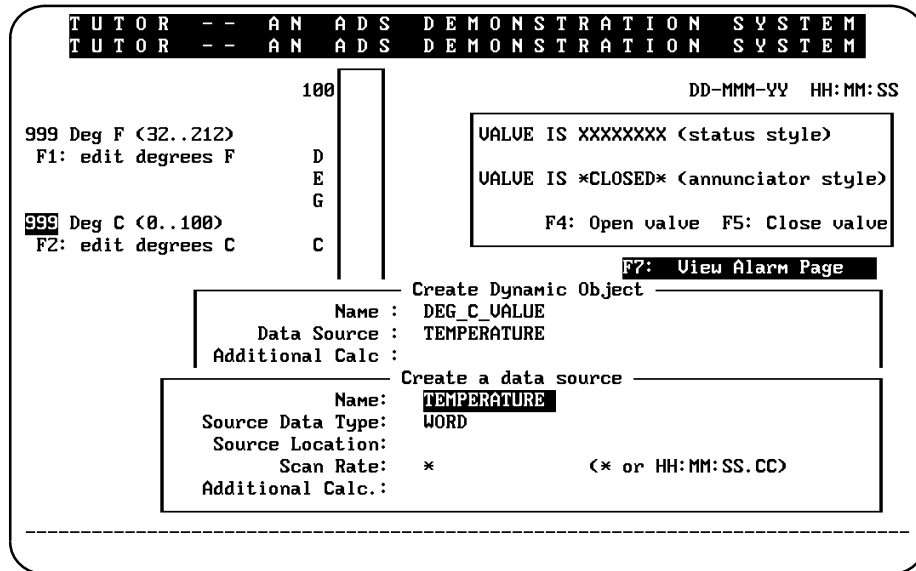 T U T O R -- A N A D S D E M O N S T R A T I O N S Y S T E M
T U T O R -- A N A D S D E M O N S T R A T I O N S Y S T E M
100
DD-MMM-YY HH:MM:SS
999 Deg F (32..212)
F1: edit degrees F
D
E
G
C
999 Deg C (0..100)
F2: edit degrees C
VALUE IS XXXXXXXX (status style)
VALUE IS *CLOSED* (annunciator style)
F4: Open value F5: Close value
F7: View Alarm Page
Create Dynamic Object
Name : DEG_C_VALUE
Data Source : TEMPERATURE
Additional Calc :
Create a data source
Name: TEMPERATURE
Source Data Type: WORD
Source Location:
Scan Rate: * (* or HH:MM:SS.CC)
Additional Calc.: